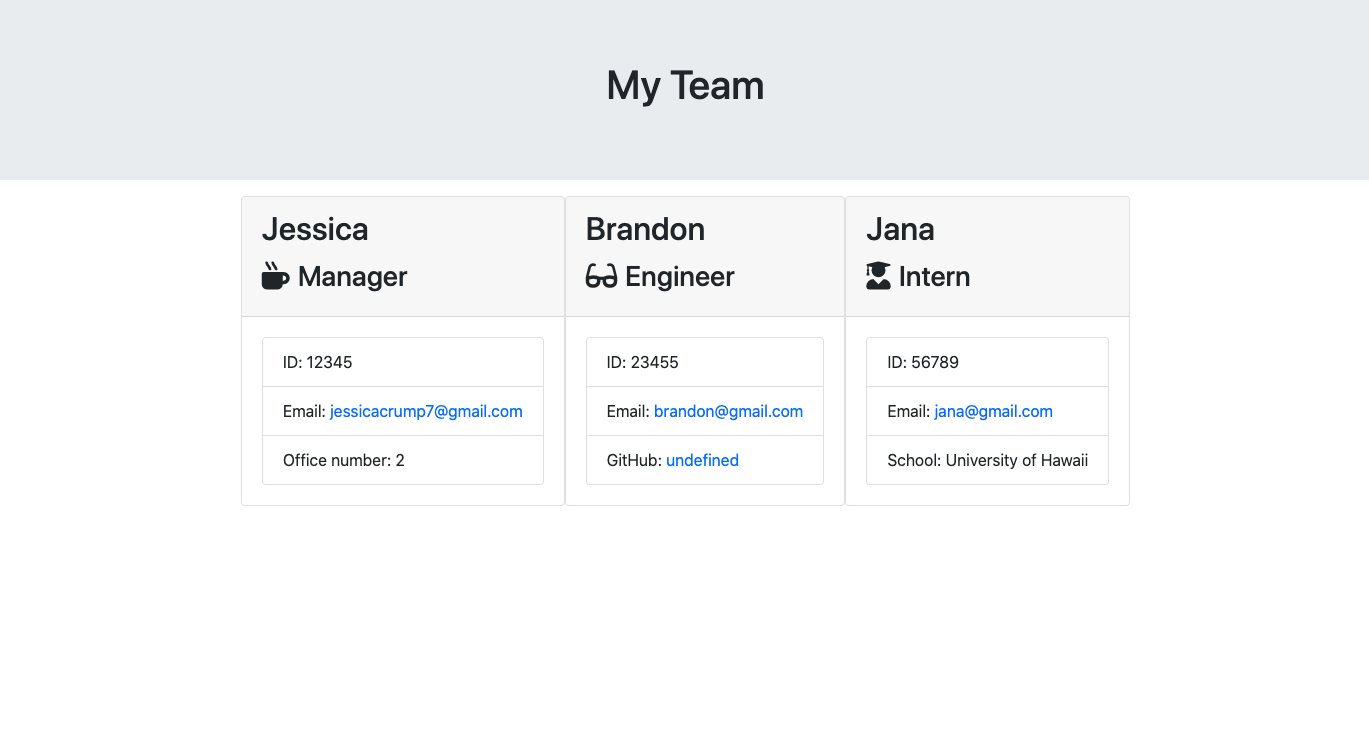 My Team
Jessica
Manager
ID: 12345
Email: jessicacrump7@gmail.com
Office number: 2
Brandon
Engineer
ID: 23455
Email: brandon@gmail.com
GitHub: undefined
Jana
Intern
ID: 56789
Email: jana@gmail.com
School: University of Hawaii